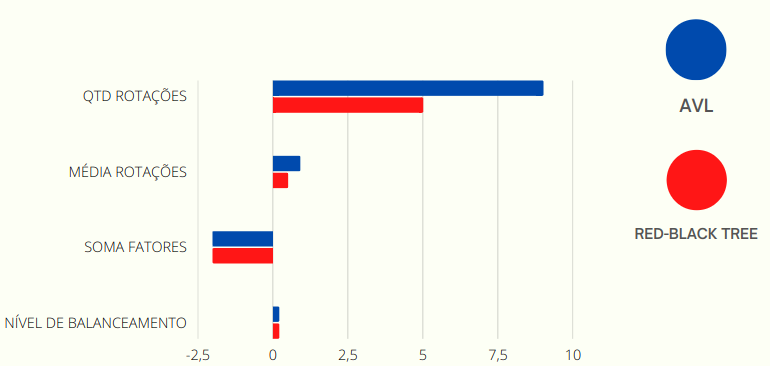 QTD ROTAÇÕES
MÉDIA ROTAÇÕES
SOMA FATORES
NÍVEL DE BALANCEAMENTO
-2,5 0 2,5 5 7,5 10
AVL
RED-BLACK TREE